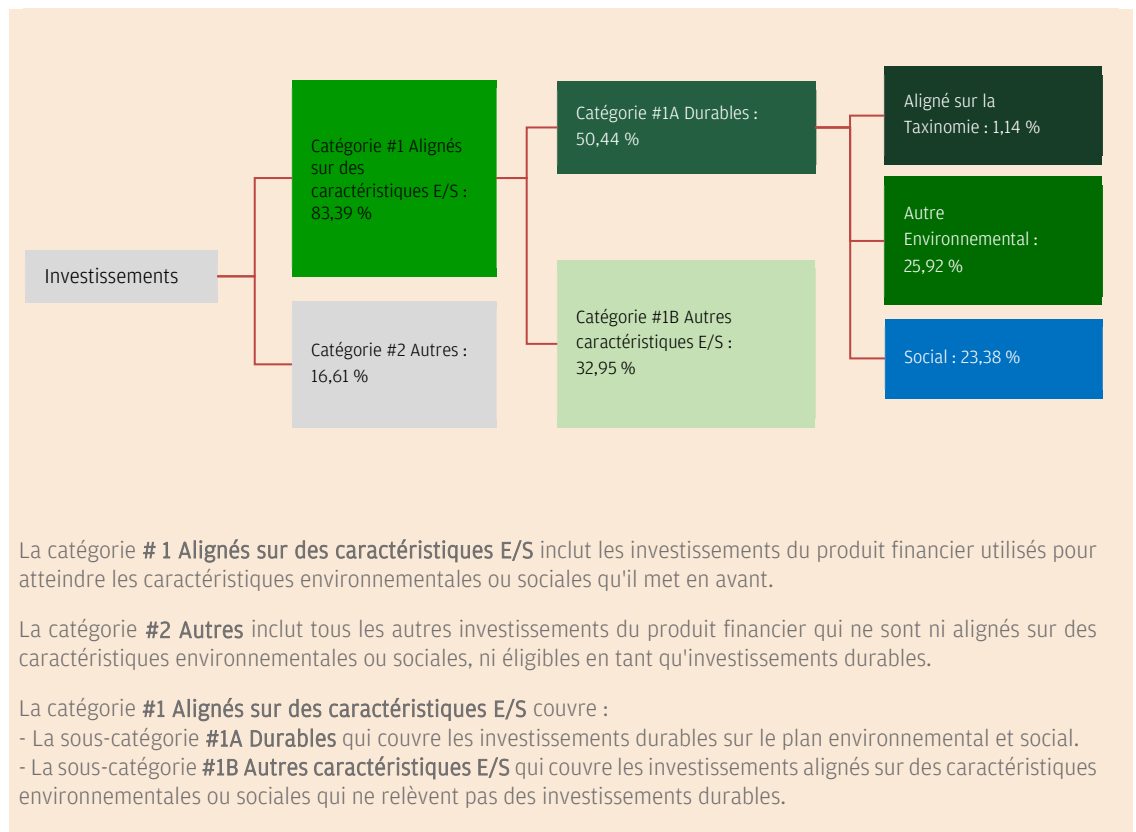 Investissements
Catégorie #1 Alignés
sur des
caractéristiques E/S :
83,39 %
Catégorie #2 Autres :
16,61 %
Catégorie #1A Durables :
50,44 %
Catégorie #1B Autres
caractéristiques E/S :
32,95 %
Aligné sur la
Taxinomie : 1,14 %
Autre
Environnemental :
25,92 %
Social : 23,38 %
La catégorie # 1 Alignés sur des caractéristiques E/S inclut les investissements du produit financier utilisés pour
atteindre les caractéristiques environnementales ou sociales qu'il met en avant.
La catégorie #2 Autres inclut tous les autres investissements du produit financier qui ne sont ni alignés sur des
caractéristiques environnementales ou sociales, ni éligibles en tant qu'investissements durables.
La catégorie #1 Alignés sur des caractéristiques E/S couvre :
- La sous-catégorie #1A Durables qui couvre les investissements durables sur le plan environnemental et social.
- La sous-catégorie #1B Autres caractéristiques E/S qui couvre les investissements alignés sur des caractéristiques
environnementales ou sociales qui ne relèvent pas des investissements durables.